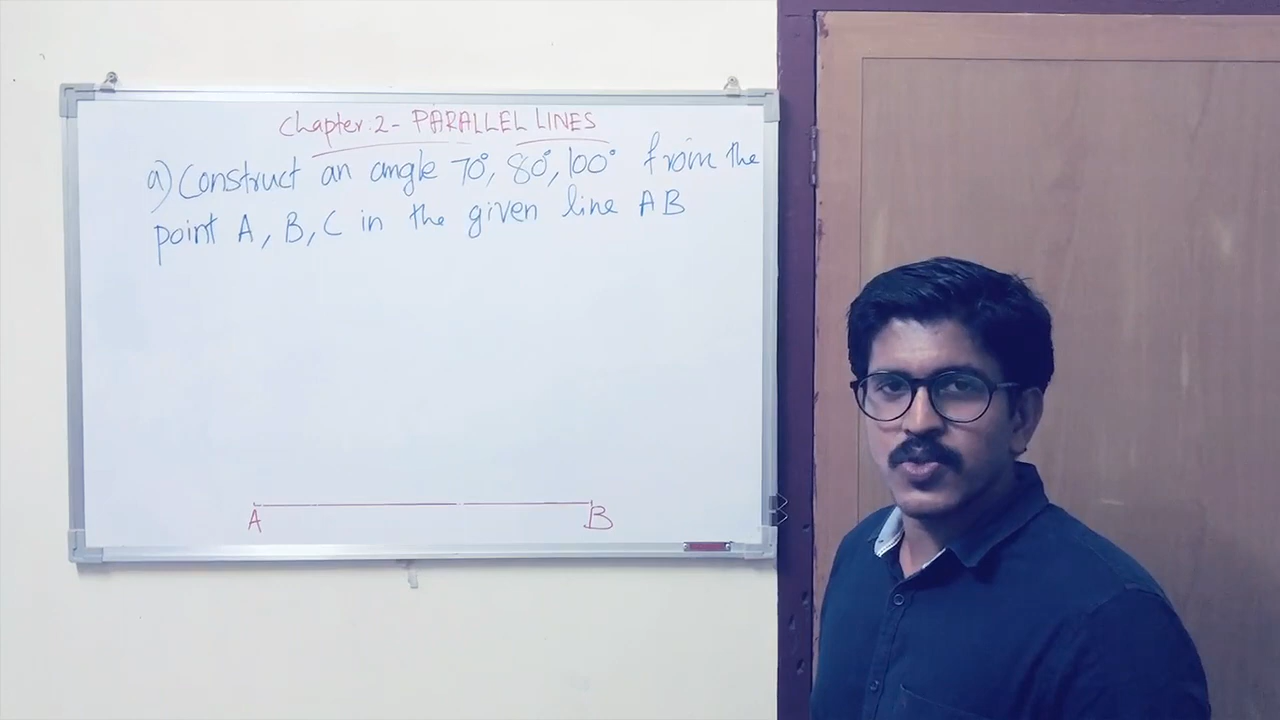 Chapter.2- PARALLEL LINES
a) Construct an angle 70°, 80°, 100° from the
point A, B, C in the given line AB
A B